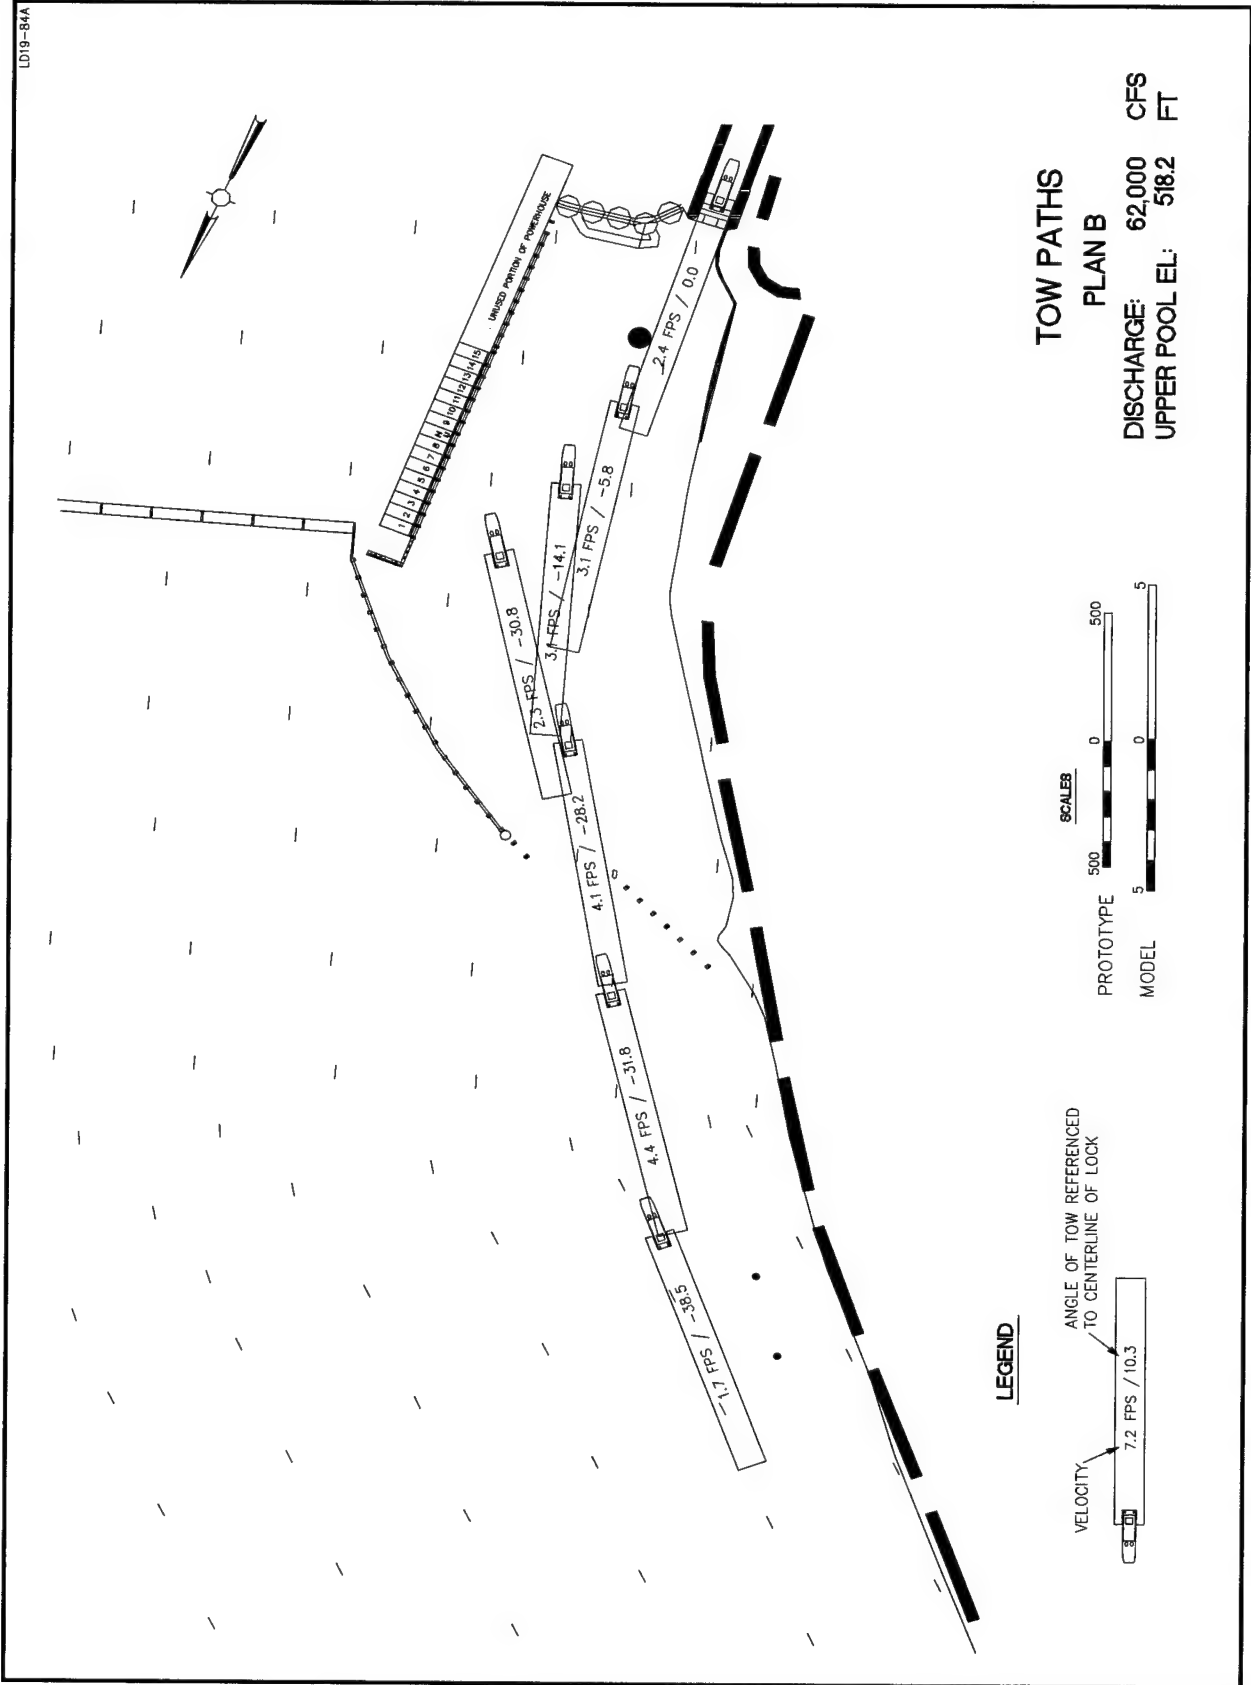 LD19-84A
UNUSED PORTION OF POWERHOUSE
1 2 3 4 5 6 7 8 9 10 11 12 13 14 15
2.4 FPS / 0.0
3.1 FPS / -5.8
3.1 FPS / -14.1
2.3 FPS / -30.8
4.1 FPS / -28.2
4.4 FPS / -31.8
-1.7 FPS / -38.5
TOW PATHS
PLAN B
DISCHARGE: 62,000 CFS
UPPER POOL EL: 518.2 FT
SCALES
PROTOTYPE 500 0 500
MODEL 5 0 5
LEGEND
VELOCITY
ANGLE OF TOW REFERENCED
TO CENTERLINE OF LOCK
7.2 FPS / 10.3